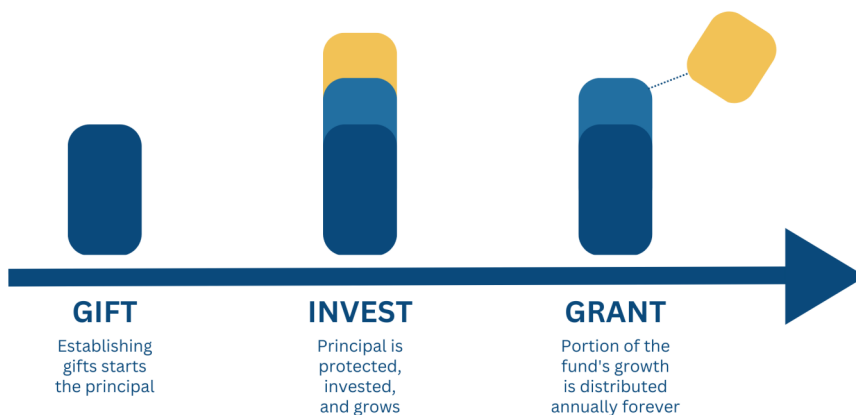 GIFT
Establishing
gifts starts
the principal
INVEST
Principal is
protected,
invested,
and grows
GRANT
Portion of the
fund's growth
is distributed
annually forever